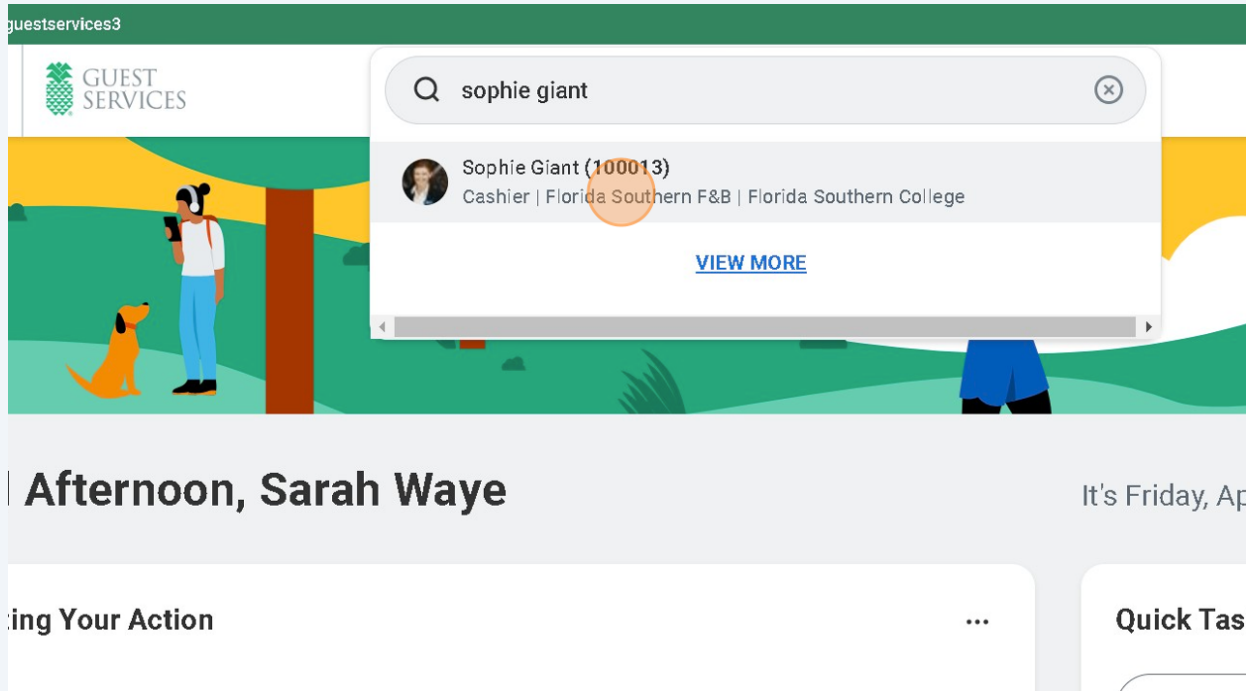 guestservices3
GUEST
SERVICES
sophie giant
Sophie Giant (100013)
Cashier | Florida Southern F&B | Florida Southern College
VIEW MORE
Afternoon, Sarah Waye
It's Friday, Ap
ing Your Action
Quick Tas